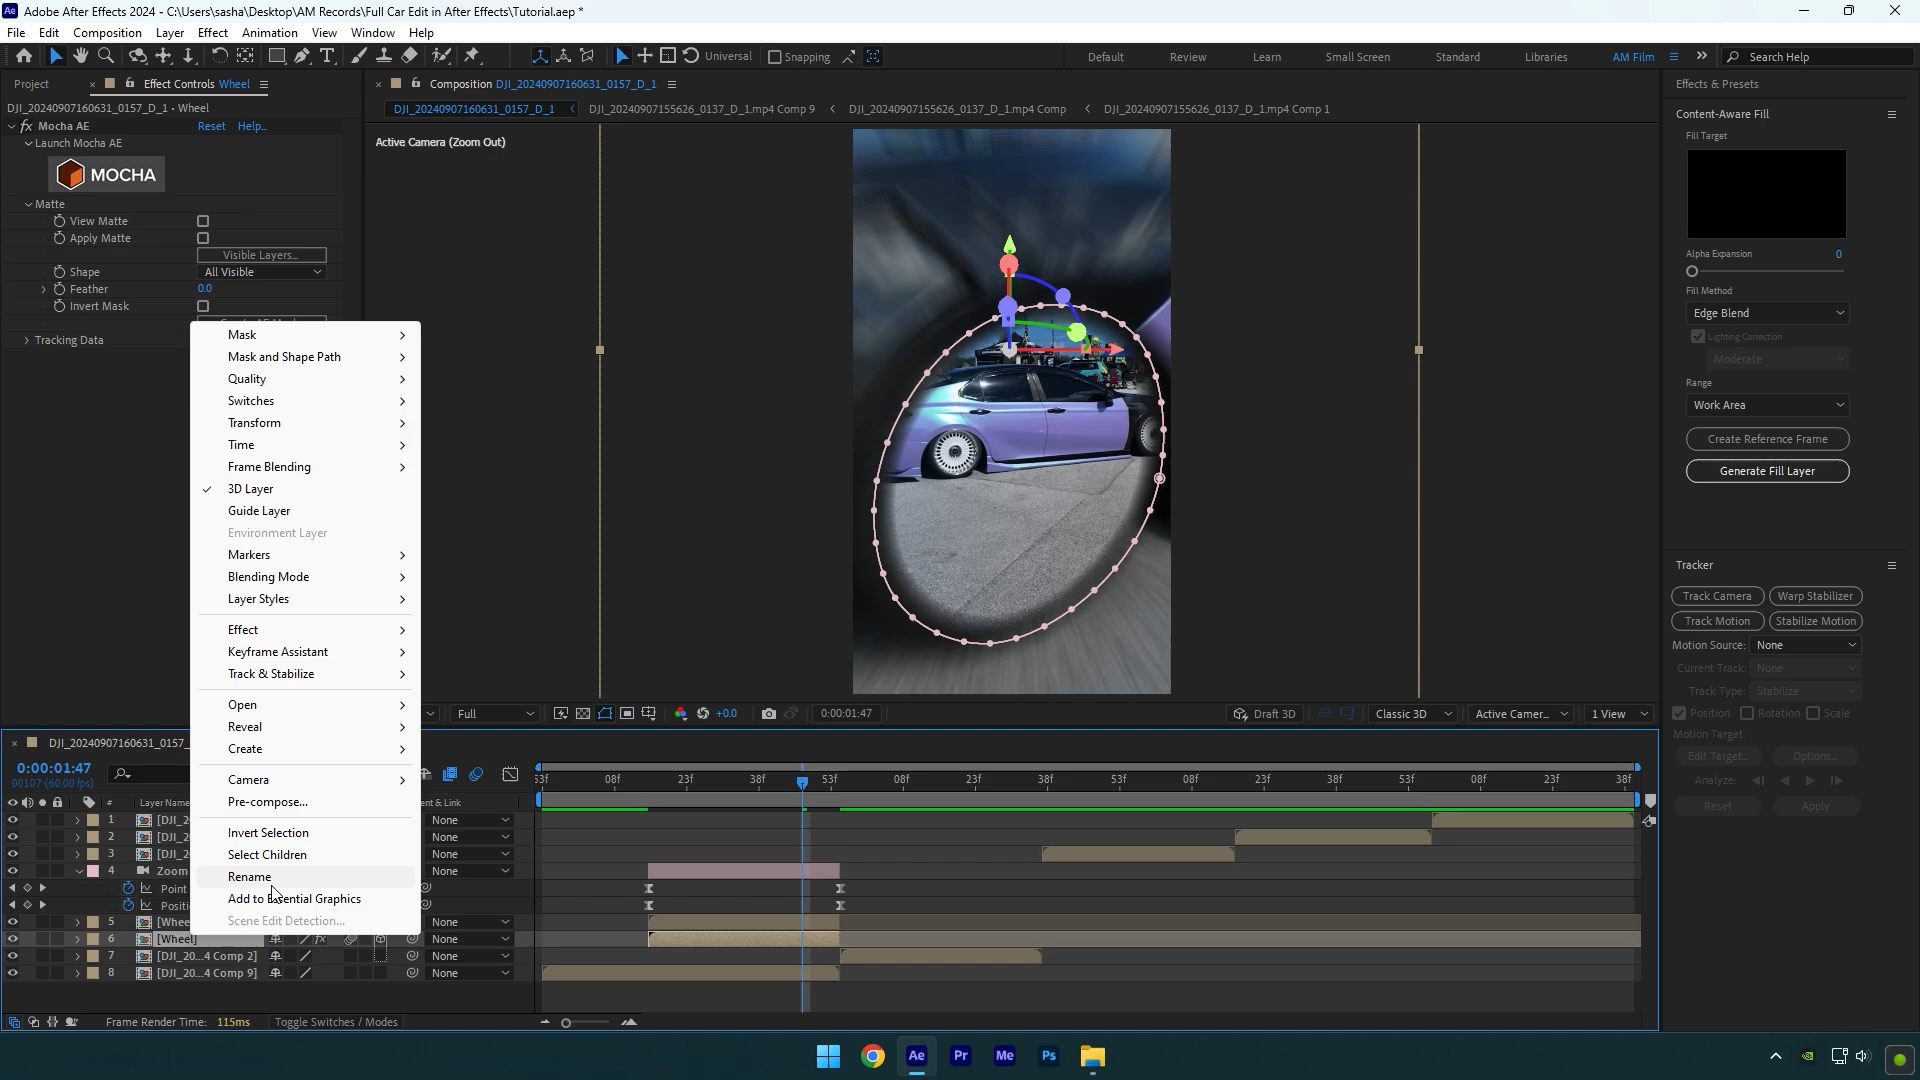 Adobe After Effects 2024 - C:\Users\sasha\Desktop\AM Records\Full Car Edit in After Effects\Tutorial.aep *
File Edit Composition Layer Effect Animation View Window Help
Universal Snapping Default Review Learn Small Screen Standard Libraries AM Film Search Help
Project Effect Controls Wheel
DJI_20240907160631_0157_D_1 • Wheel
fx Mocha AE Reset Help...
Launch Mocha AE
MOCHA
Matte
View Matte
Apply Matte
Visible Layers...
Shape All Visible
Feather 0.0
Invert Mask
Tracking Data
Composition DJI_20240907160631_0157_D_1
DJI_20240907160631_0157_D_1 DJI_20240907155626_0137_D_1.mp4 Comp 9 DJI_20240907155626_0137_D_1.mp4 Comp DJI_20240907155626_0137_D_1.mp4 Comp 1
Active Camera (Zoom Out)
Full +0.0 0:00:01:47 Draft 3D Classic 3D Active Camer... 1 View
Mask
Mask and Shape Path
Quality
Switches
Transform
Time
Frame Blending
3D Layer
Guide Layer
Environment Layer
Markers
Blending Mode
Layer Styles
Effect
Keyframe Assistant
Track & Stabilize
Open
Reveal
Create
Camera
Pre-compose...
Invert Selection
Select Children
Rename
Add to Essential Graphics
Scene Edit Detection...
Effects & Presets
Content-Aware Fill
Fill Target
Alpha Expansion 0
Fill Method
Edge Blend
Lighting Correction
Moderate
Range
Work Area
Create Reference Frame
Generate Fill Layer
Tracker
Track Camera Warp Stabilizer
Track Motion Stabilize Motion
Motion Source: None
Current Track: None
Track Type: Stabilize
Position Rotation Scale
Motion Target:
Edit Target... Options...
Analyze:
Reset Apply
DJI_20240907160631_0157_
0:00:01:47
00107 (60.00 fps)
53f 08f 23f 38f 53f 08f 23f 38f 53f 08f 23f 38f 53f 08f 23f 38f
# Layer Name ent & Link
1 [DJI_2 None
2 [DJI_2 None
3 [DJI_2 None
4 Zoom None
Point
Positi
5 [Whee None
6 [Wheel] fx None
7 [DJI_20...4 Comp 2] None
8 [DJI_20...4 Comp 9] None
Frame Render Time: 115ms Toggle Switches / Modes
Ae Pr Me Ps